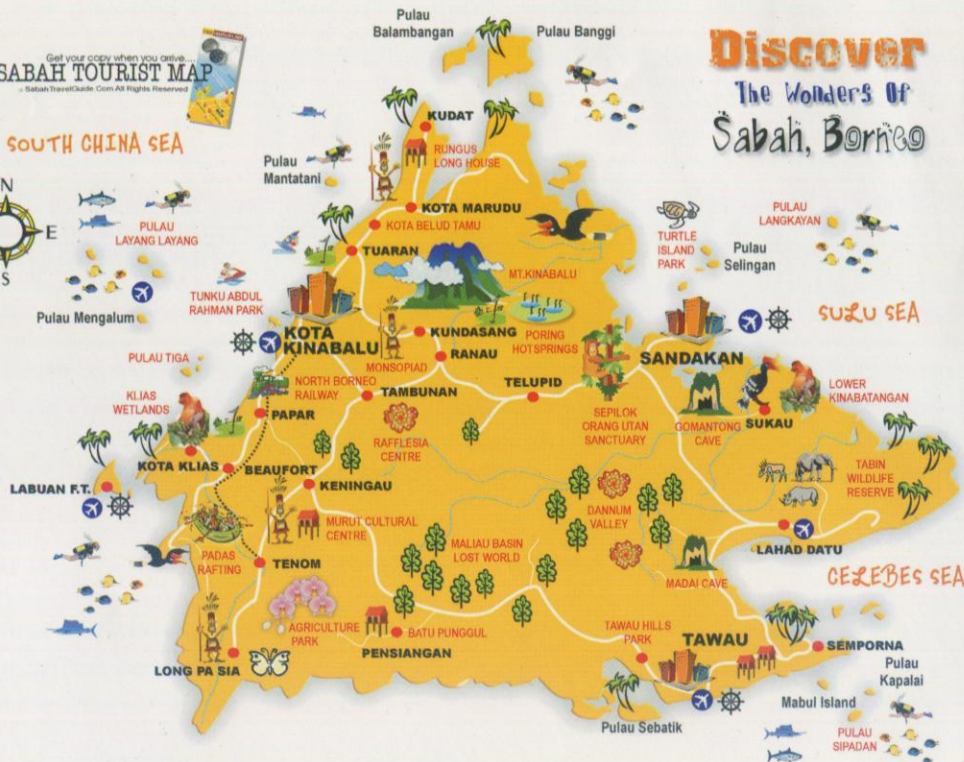 Get your copy when you arrive....
SABAH TOURIST MAP
SabahTravelGuide.Com All Rights Reserved
Discover
The Wonders Of
Sabah, Borneo
Pulau
Balambangan
Pulau Banggi
SOUTH CHINA SEA
N
E
S
KUDAT
RUNGUS
LONG HOUSE
Pulau
Mantatani
KOTA MARUDU
KOTA BELUD TAMU
PULAU
LAYANG LAYANG
TUARAN
TURTLE
ISLAND
PARK
Pulau
Selingan
PULAU
LANGKAYAN
MT.KINABALU
TUNKU ABDUL
RAHMAN PARK
Pulau Mengalum
SULU SEA
KOTA
KINABALU
KUNDASANG
PORING
HOTSPRINGS
MONSOPIAD
RANAU
SANDAKAN
PULAU TIGA
NORTH BORNEO
RAILWAY
TAMBUNAN
TELUPID
KLIAS
WETLANDS
PAPAR
RAFFLESIA
CENTRE
SEPILOK
ORANG UTAN
SANCTUARY
GOMANTONG
CAVE
SUKAU
LOWER
KINABATANGAN
KOTA KLIAS
BEAUFORT
KENINGAU
LABUAN F.T.
TABIN
WILDLIFE
RESERVE
MURUT CULTURAL
CENTRE
DANNUM
VALLEY
PADAS
RAFTING
TENOM
MALIAU BASIN
LOST WORLD
LAHAD DATU
MADAI CAVE
CELEBES SEA
AGRICULTURE
PARK
BATU PUNGGUL
PENSIANGAN
TAWAU HILLS
PARK
TAWAU
SEMPORNA
LONG PA SIA
Pulau
Kapalai
Mabul Island
Pulau Sebatik
PULAU
SIPADAN